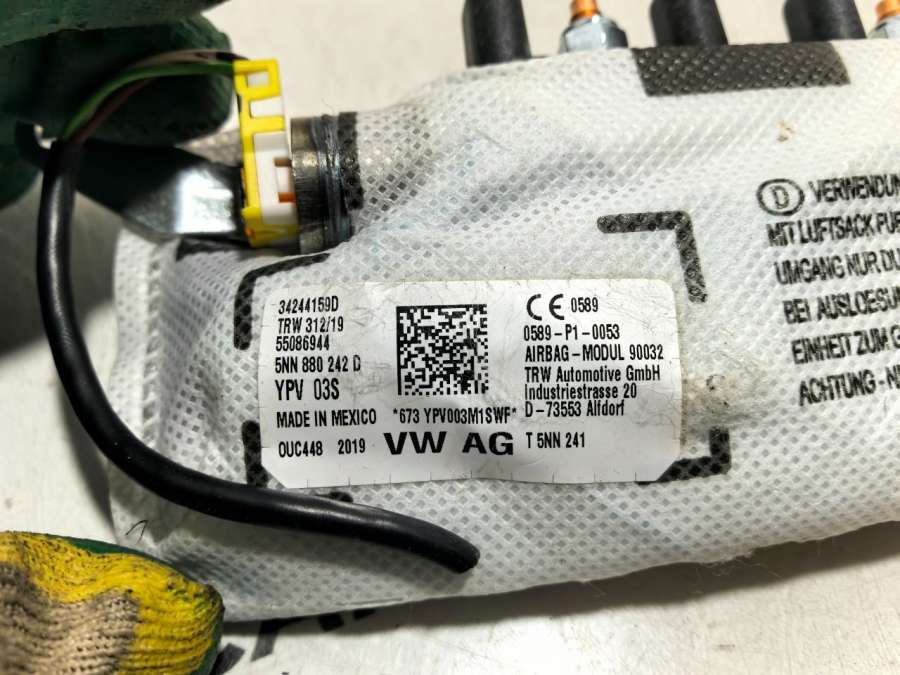 34244159D
TRW 312/19
55086944
5NN 880 242 D
YPV 03S
MADE IN MEXICO
*673 YPV003M1SWF*
OUC448 2019
VW AG
T 5NN 241
CE 0589
0589-P1-0053
AIRBAG-MODUL 90032
TRW Automotive GmbH
Industriestrasse 20
D-73553 Alfdorf
D
MIT LUFTSACK
UMGANG NUR
BEI
EINHEIT ZUM
ACHTUNG -